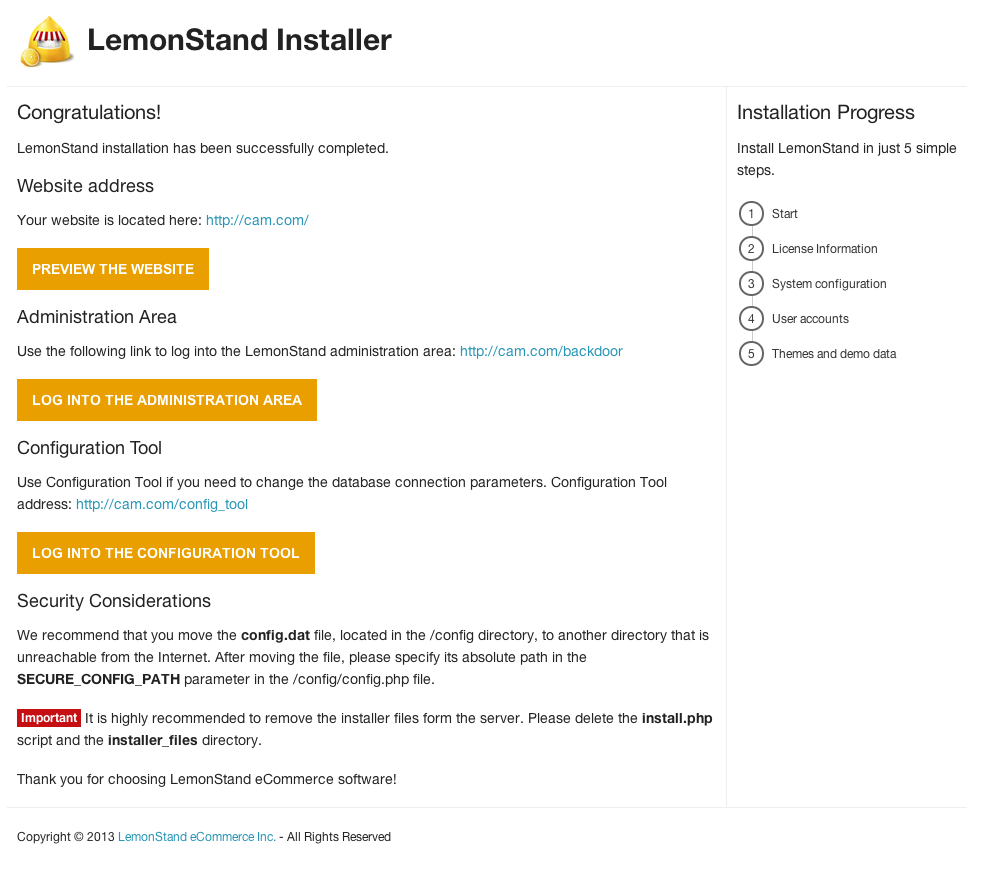 LemonStand Installer
Congratulations!
LemonStand installation has been successfully completed.
Website address
Your website is located here: http://cam.com/
PREVIEW THE WEBSITE
Administration Area
Use the following link to log into the LemonStand administration area: http://cam.com/backdoor
LOG INTO THE ADMINISTRATION AREA
Configuration Tool
Use Configuration Tool if you need to change the database connection parameters. Configuration Tool
address: http://cam.com/config_tool
LOG INTO THE CONFIGURATION TOOL
Security Considerations
We recommend that you move the config.dat file, located in the /config directory, to another directory that is
unreachable from the Internet. After moving the file, please specify its absolute path in the
SECURE_CONFIG_PATH parameter in the /config/config.php file.
Important It is highly recommended to remove the installer files form the server. Please delete the install.php
script and the installer_files directory.
Thank you for choosing LemonStand eCommerce software!
Installation Progress
Install LemonStand in just 5 simple
steps.
1 Start
2 License Information
3 System configuration
4 User accounts
5 Themes and demo data
Copyright © 2013 LemonStand eCommerce Inc. - All Rights Reserved